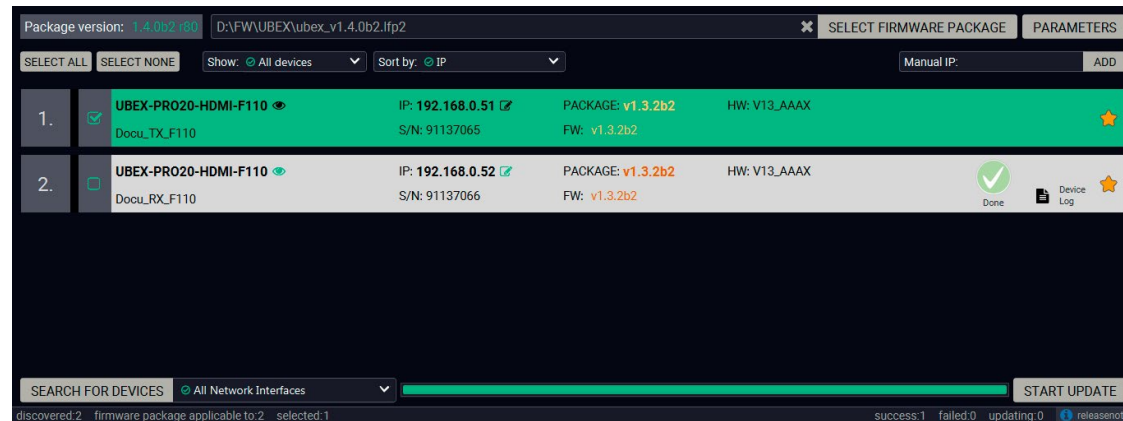 Package version: 1.4.0b2 r80 D:\FW\UBEX\ubex_v1.4.0b2.lfp2 SELECT FIRMWARE PACKAGE PARAMETERS
SELECT ALL SELECT NONE Show: All devices Sort by: IP Manual IP: ADD
1.
UBEX-PRO20-HDMI-F110 IP: 192.168.0.51 PACKAGE: v1.3.2b2 HW: V13_AAAX
Docu_TX_F110 S/N: 91137065 FW: v1.3.2b2
2.
UBEX-PRO20-HDMI-F110 IP: 192.168.0.52 PACKAGE: v1.3.2b2 HW: V13_AAAX
Docu_RX_F110 S/N: 91137066 FW: v1.3.2b2
Done
Device
Log
SEARCH FOR DEVICES All Network Interfaces START UPDATE
discovered:2 firmware package applicable to:2 selected:1 success:1 failed:0 updating:0 releasenot